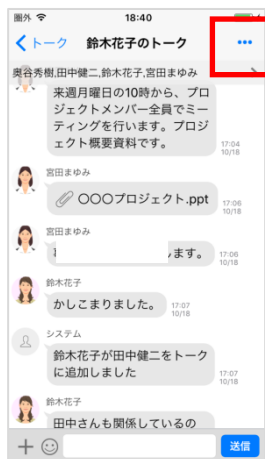 圏外 18:40
トーク 鈴木花子のトーク
奥谷秀樹,田中健二,鈴木花子,宮田まゆみ
来週月曜日の10時から、プロ
ジェクトメンバー全員でミー
ティングを行います。プロジ
ェクト概要資料です。
17:04
10/18
宮田まゆみ
〇〇〇プロジェクト.ppt
17:06
10/18
宮田まゆみ
します。
17:06
10/18
鈴木花子
かしこまりました。
17:07
10/18
システム
鈴木花子が田中健二をトーク
に追加しました
17:07
10/18
鈴木花子
田中さんも関係しているの
送信